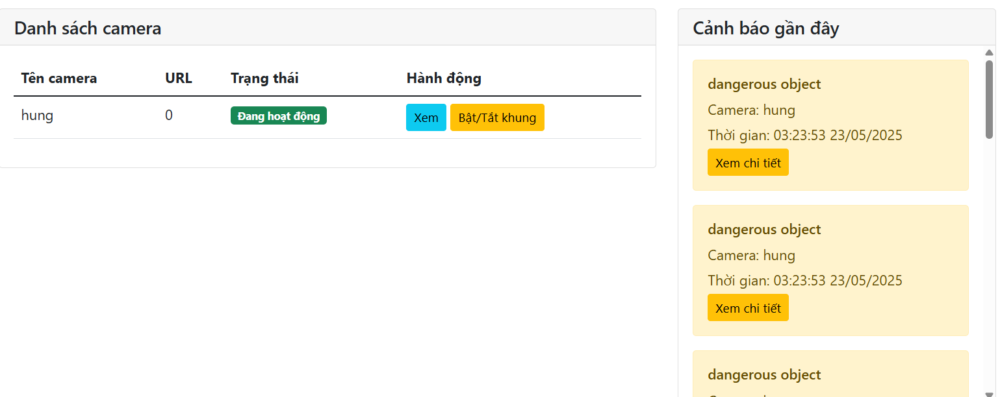 Danh sách camera
Tên camera URL Trạng thái Hành động
hung 0 Đang hoạt động Xem Bật/Tắt khung
Cảnh báo gần đây
dangerous object
Camera: hung
Thời gian: 03:23:53 23/05/2025
Xem chi tiết
dangerous object
Camera: hung
Thời gian: 03:23:53 23/05/2025
Xem chi tiết
dangerous object